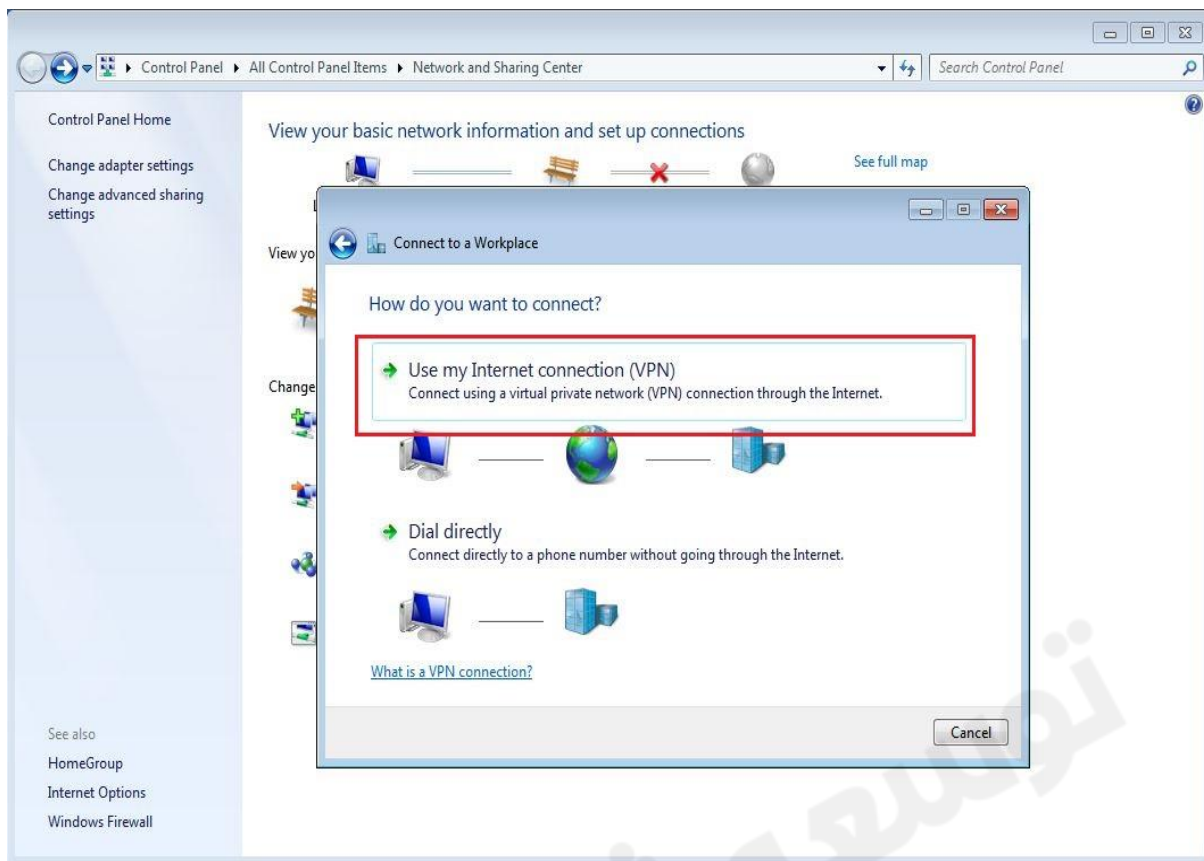 Control Panel ▸ All Control Panel Items ▸ Network and Sharing Center
Search Control Panel
Control Panel Home
Change adapter settings
Change advanced sharing
settings
See also
HomeGroup
Internet Options
Windows Firewall
View your basic network information and set up connections
See full map
View yo
Change
Connect to a Workplace
How do you want to connect?
Use my Internet connection (VPN)
Connect using a virtual private network (VPN) connection through the Internet.
Dial directly
Connect directly to a phone number without going through the Internet.
What is a VPN connection?
Cancel